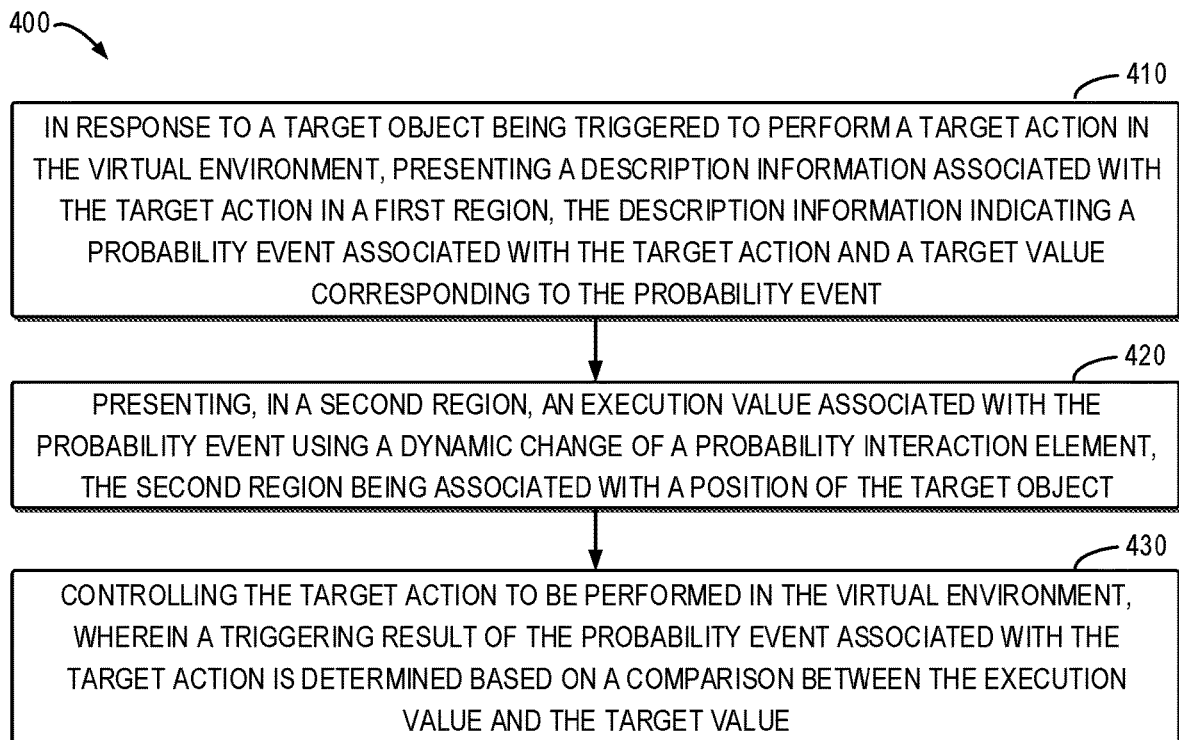 400
410
IN RESPONSE TO A TARGET OBJECT BEING TRIGGERED TO PERFORM A TARGET ACTION IN
THE VIRTUAL ENVIRONMENT, PRESENTING A DESCRIPTION INFORMATION ASSOCIATED WITH
THE TARGET ACTION IN A FIRST REGION, THE DESCRIPTION INFORMATION INDICATING A
PROBABILITY EVENT ASSOCIATED WITH THE TARGET ACTION AND A TARGET VALUE
CORRESPONDING TO THE PROBABILITY EVENT
420
PRESENTING, IN A SECOND REGION, AN EXECUTION VALUE ASSOCIATED WITH THE
PROBABILITY EVENT USING A DYNAMIC CHANGE OF A PROBABILITY INTERACTION ELEMENT,
THE SECOND REGION BEING ASSOCIATED WITH A POSITION OF THE TARGET OBJECT
430
CONTROLLING THE TARGET ACTION TO BE PERFORMED IN THE VIRTUAL ENVIRONMENT,
WHEREIN A TRIGGERING RESULT OF THE PROBABILITY EVENT ASSOCIATED WITH THE
TARGET ACTION IS DETERMINED BASED ON A COMPARISON BETWEEN THE EXECUTION
VALUE AND THE TARGET VALUE